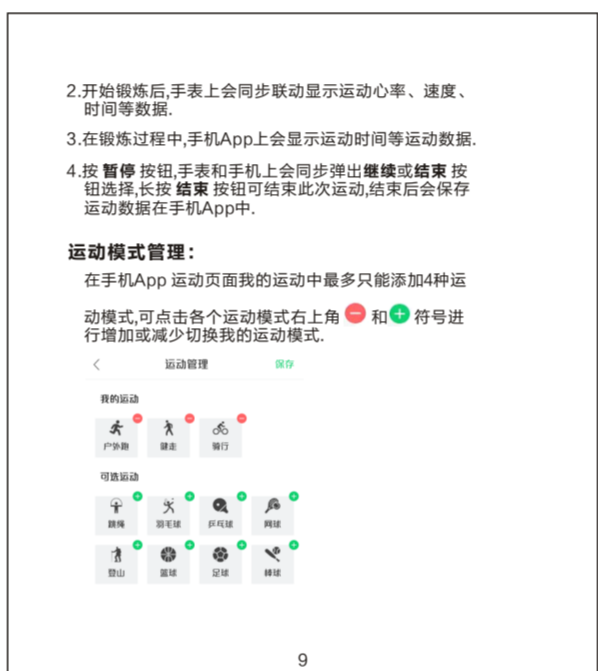 2.开始锻炼后,手表上会同步联动显示运动心率、速度、
时间等数据.
3.在锻炼过程中,手机App上会显示运动时间等运动数据.
4.按 暂停 按钮,手表和手机上会同步弹出继续或结束 按
钮选择,长按 结束 按钮可结束此次运动,结束后会保存
运动数据在手机App中.
运动模式管理：
在手机App 运动页面我的运动中最多只能添加4种运
动模式,可点击各个运动模式右上角 和 符号进
行增加或减少切换我的运动模式.
运动管理 保存
我的运动
户外跑 健走 骑行
可选运动
跳绳 羽毛球 乒乓球 网球
登山 篮球 足球 棒球
9